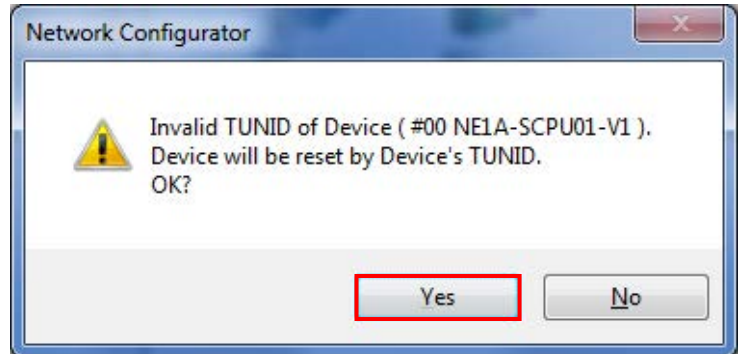 Network Configurator
Invalid TUNID of Device ( #00 NE1A-SCPU01-V1 ).
Device will be reset by Device's TUNID.
OK?
Yes
No